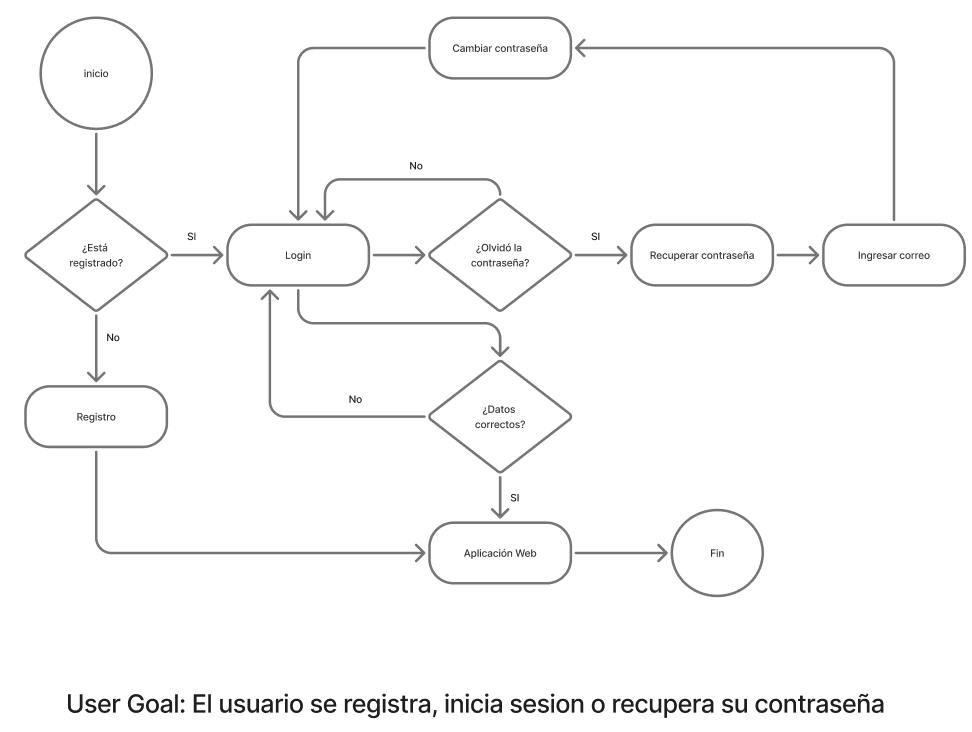 Cambiar contraseña
inicio
No
¿Está
registrado?
SI
Login
¿Olvidó la
contraseña?
SI
Recuperar contraseña
Ingresar correo
No
Registro
No
¿Datos
correctos?
SI
Aplicación Web
Fin
User Goal: El usuario se registra, inicia sesion o recupera su contraseña